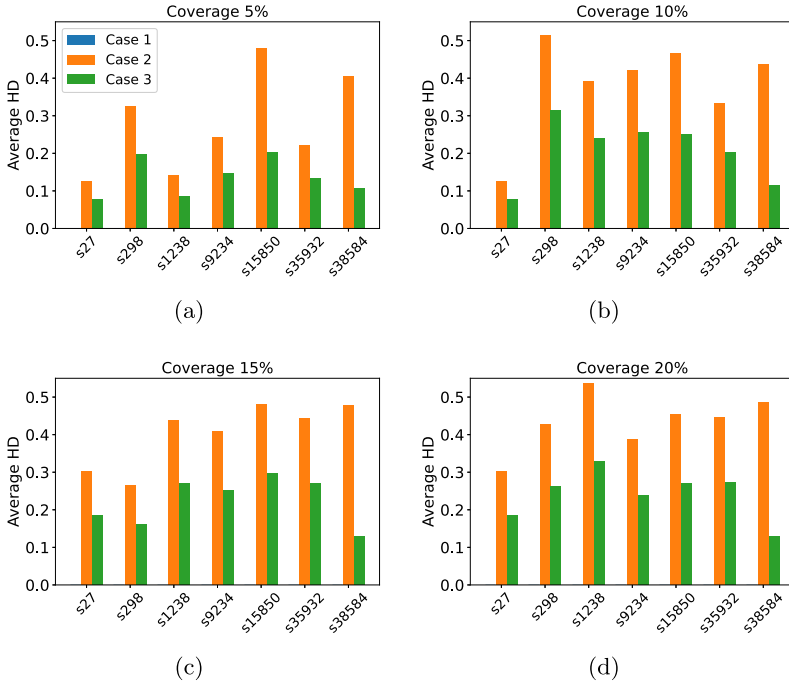 Coverage 5%
Average HD
0.5
0.4
0.3
0.2
0.1
0.0
Case 1
Case 2
Case 3
s27
s298
s1238
s9234
s15850
s35932
s38584
(a)
Coverage 10%
Average HD
0.5
0.4
0.3
0.2
0.1
0.0
s27
s298
s1238
s9234
s15850
s35932
s38584
(b)
Coverage 15%
Average HD
0.5
0.4
0.3
0.2
0.1
0.0
s27
s298
s1238
s9234
s15850
s35932
s38584
(c)
Coverage 20%
Average HD
0.5
0.4
0.3
0.2
0.1
0.0
s27
s298
s1238
s9234
s15850
s35932
s38584
(d)